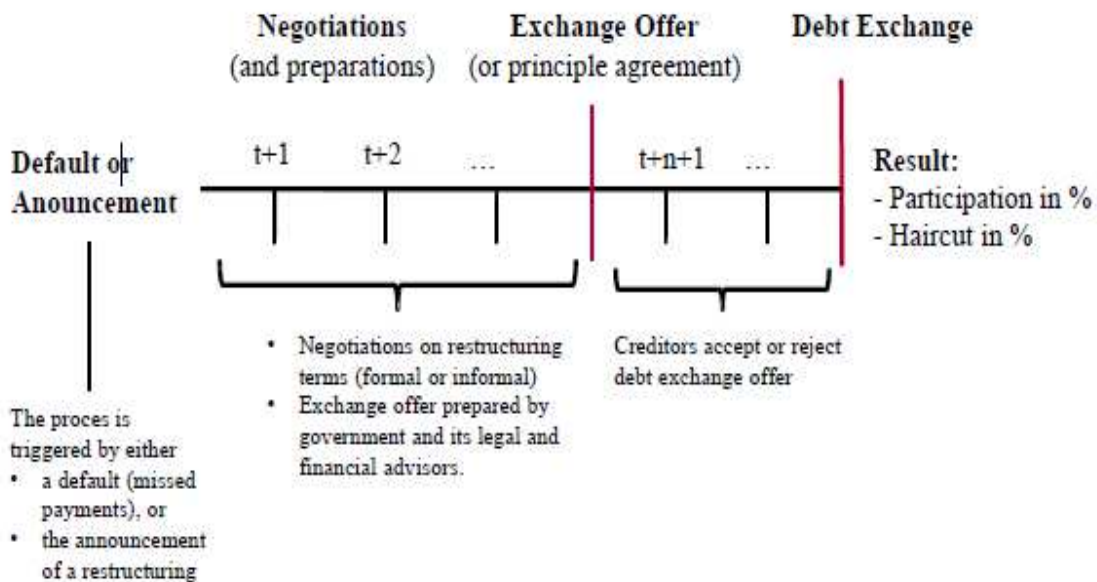 Negotiations
(and preparations)
Exchange Offer
(or principle agreement)
Debt Exchange
Default or
Anouncement
t+1
t+2
...
t+n+1
...
Result:
- Participation in %
- Haircut in %
• Negotiations on restructuring
terms (formal or informal)
• Exchange offer prepared by
government and its legal and
financial advisors.
Creditors accept or reject
debt exchange offer
The proces is
triggered by either
• a default (missed
payments), or
• the announcement
of a restructuring